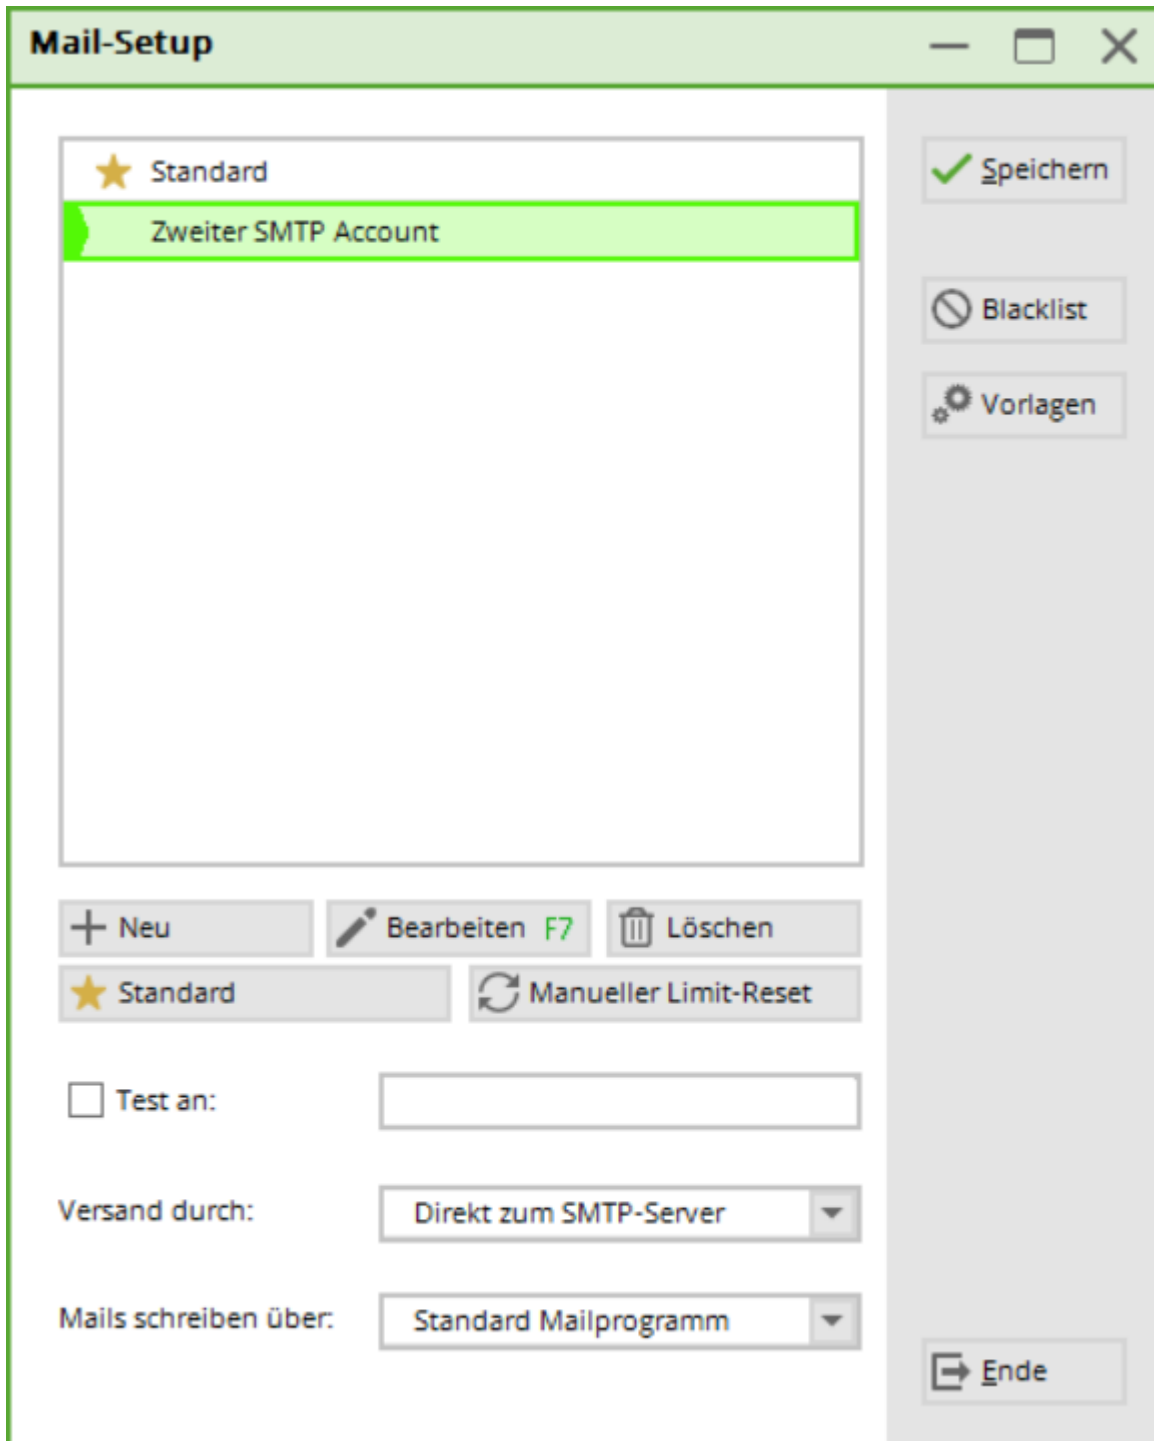 Mail-Setup
Standard
Zweiter SMTP Account
Speichern
Blacklist
Vorlagen
Neu
Bearbeiten F7
Löschen
Standard
Manueller Limit-Reset
Test an:
Versand durch:
Direkt zum SMTP-Server
Mails schreiben über:
Standard Mailprogramm
Ende